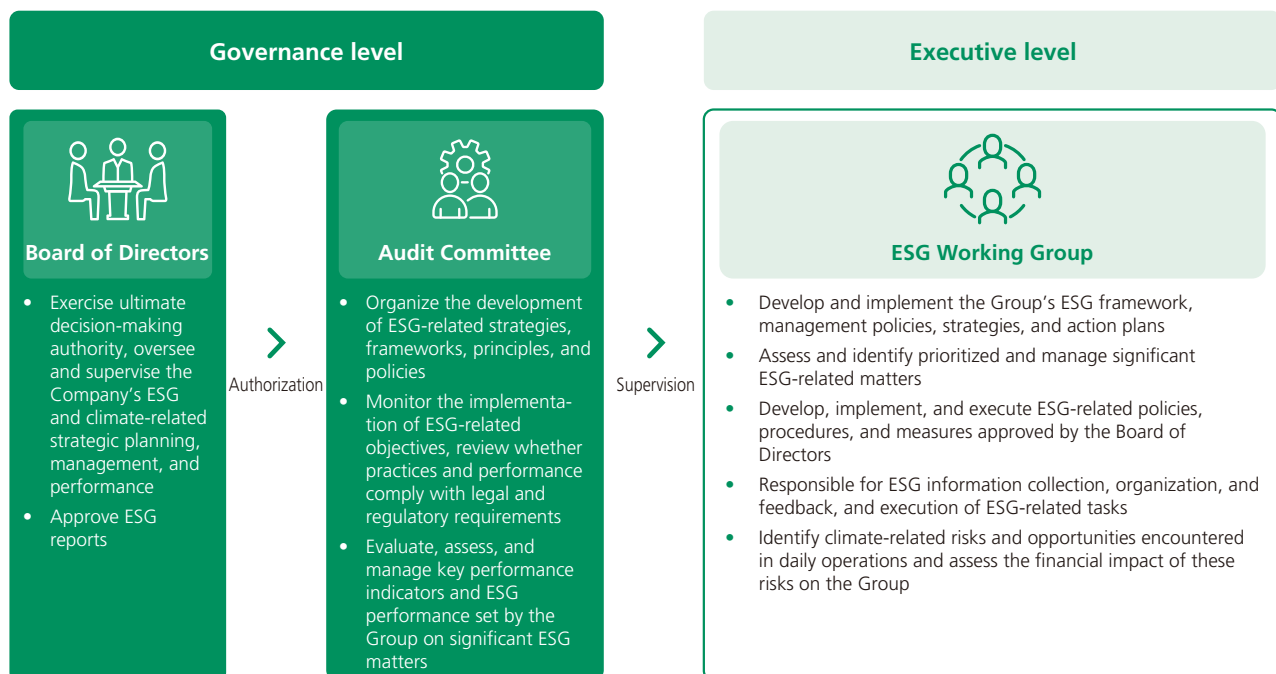 Governance level
Executive level
Board of Directors
• Exercise ultimate
decision-making
authority, oversee
and supervise the
Company’s ESG
and climate-related
strategic planning,
management, and
performance
• Approve ESG
reports
Authorization
Audit Committee
• Organize the development
of ESG-related strategies,
frameworks, principles, and
policies
• Monitor the implementa-
tion of ESG-related
objectives, review whether
practices and performance
comply with legal and
regulatory requirements
• Evaluate, assess, and
manage key performance
indicators and ESG
performance set by the
Group on significant ESG
matters
Supervision
ESG Working Group
• Develop and implement the Group’s ESG framework,
management policies, strategies, and action plans
• Assess and identify prioritized and manage significant
ESG-related matters
• Develop, implement, and execute ESG-related policies,
procedures, and measures approved by the Board of
Directors
• Responsible for ESG information collection, organization, and
feedback, and execution of ESG-related tasks
• Identify climate-related risks and opportunities encountered
in daily operations and assess the financial impact of these
risks on the Group